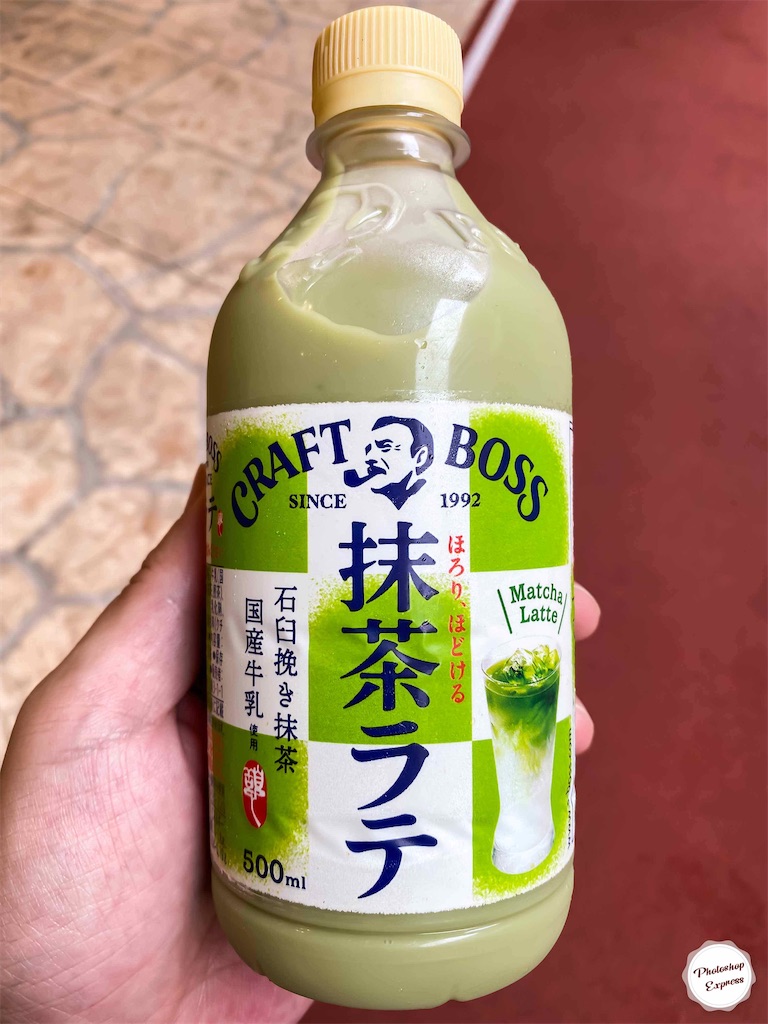 CRAFT BOSS
SINCE 1992
抹茶ラテ
ほろり、ほどける
石臼挽き抹茶
国産牛乳使用
Matcha
Latte
500ml
Photoshop
Express